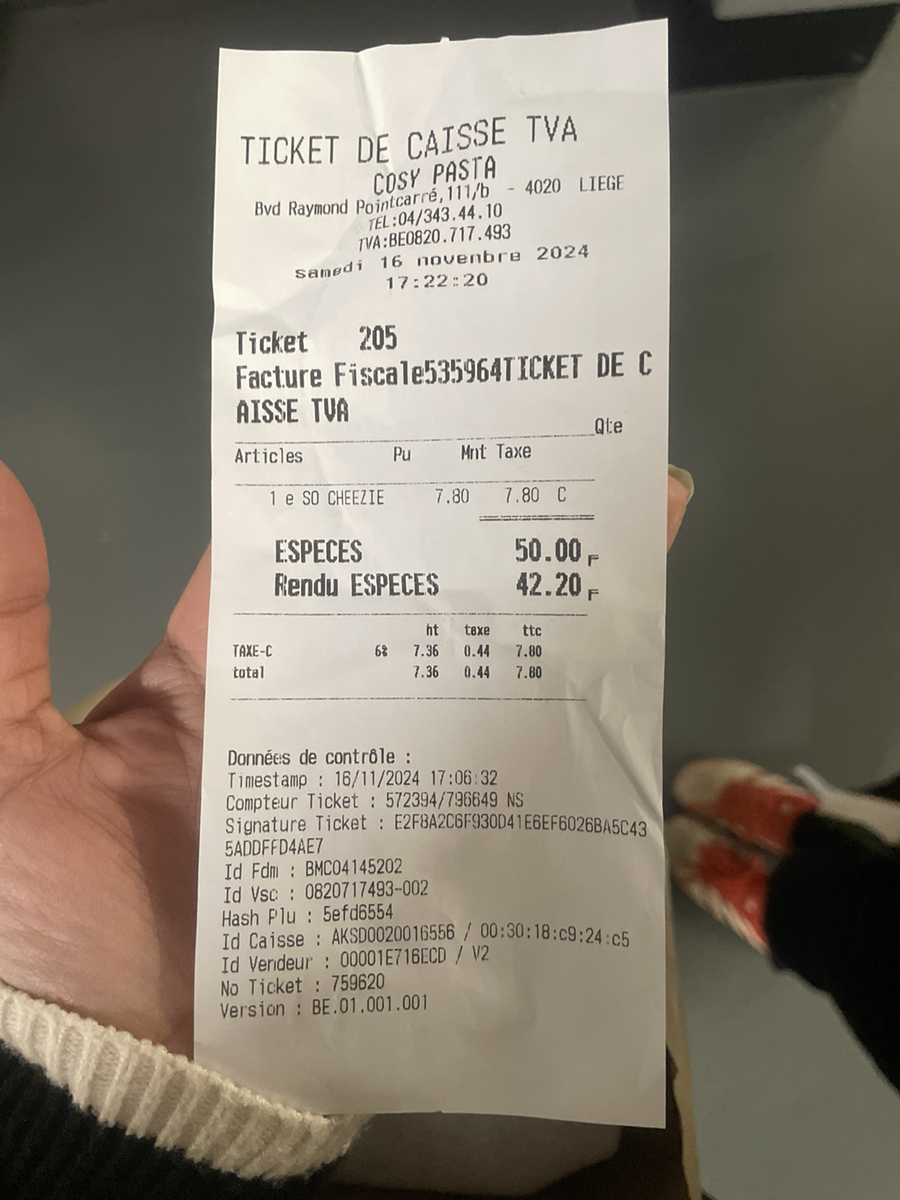 TICKET DE CAISSE TVA
COSY PASTA
Bvd Raymond Pointcarré,111/b - 4020 LIEGE
TEL:04/343.44.10
TVA:BE0820.717.493
samedi 16 novenbre 2024
17:22:20
Ticket 205
Facture Fiscale535964TICKET DE C
AISSE TVA
Qte
Articles Pu Mnt Taxe
1 e SO CHEEZIE 7.80 7.80 C
ESPECES 50.00 F
Rendu ESPECES 42.20 F
ht taxe ttc
TAXE-C 6% 7.36 0.44 7.80
total 7.36 0.44 7.80
Données de contrôle :
Timestamp : 16/11/2024 17:06:32
Compteur Ticket : 572394/796649 NS
Signature Ticket : E2F8A2C6F930D41E6EF6026BA5C43
5ADDFFD4AE7
Id Fdm : BMC04145202
Id Vsc : 0820717493-002
Hash Plu : 5efd6554
Id Caisse : AKSD0020016556 / 00:30:18:c9:24:c5
Id Vendeur : 00001E716ECD / V2
No Ticket : 759620
Version : BE.01.001.001